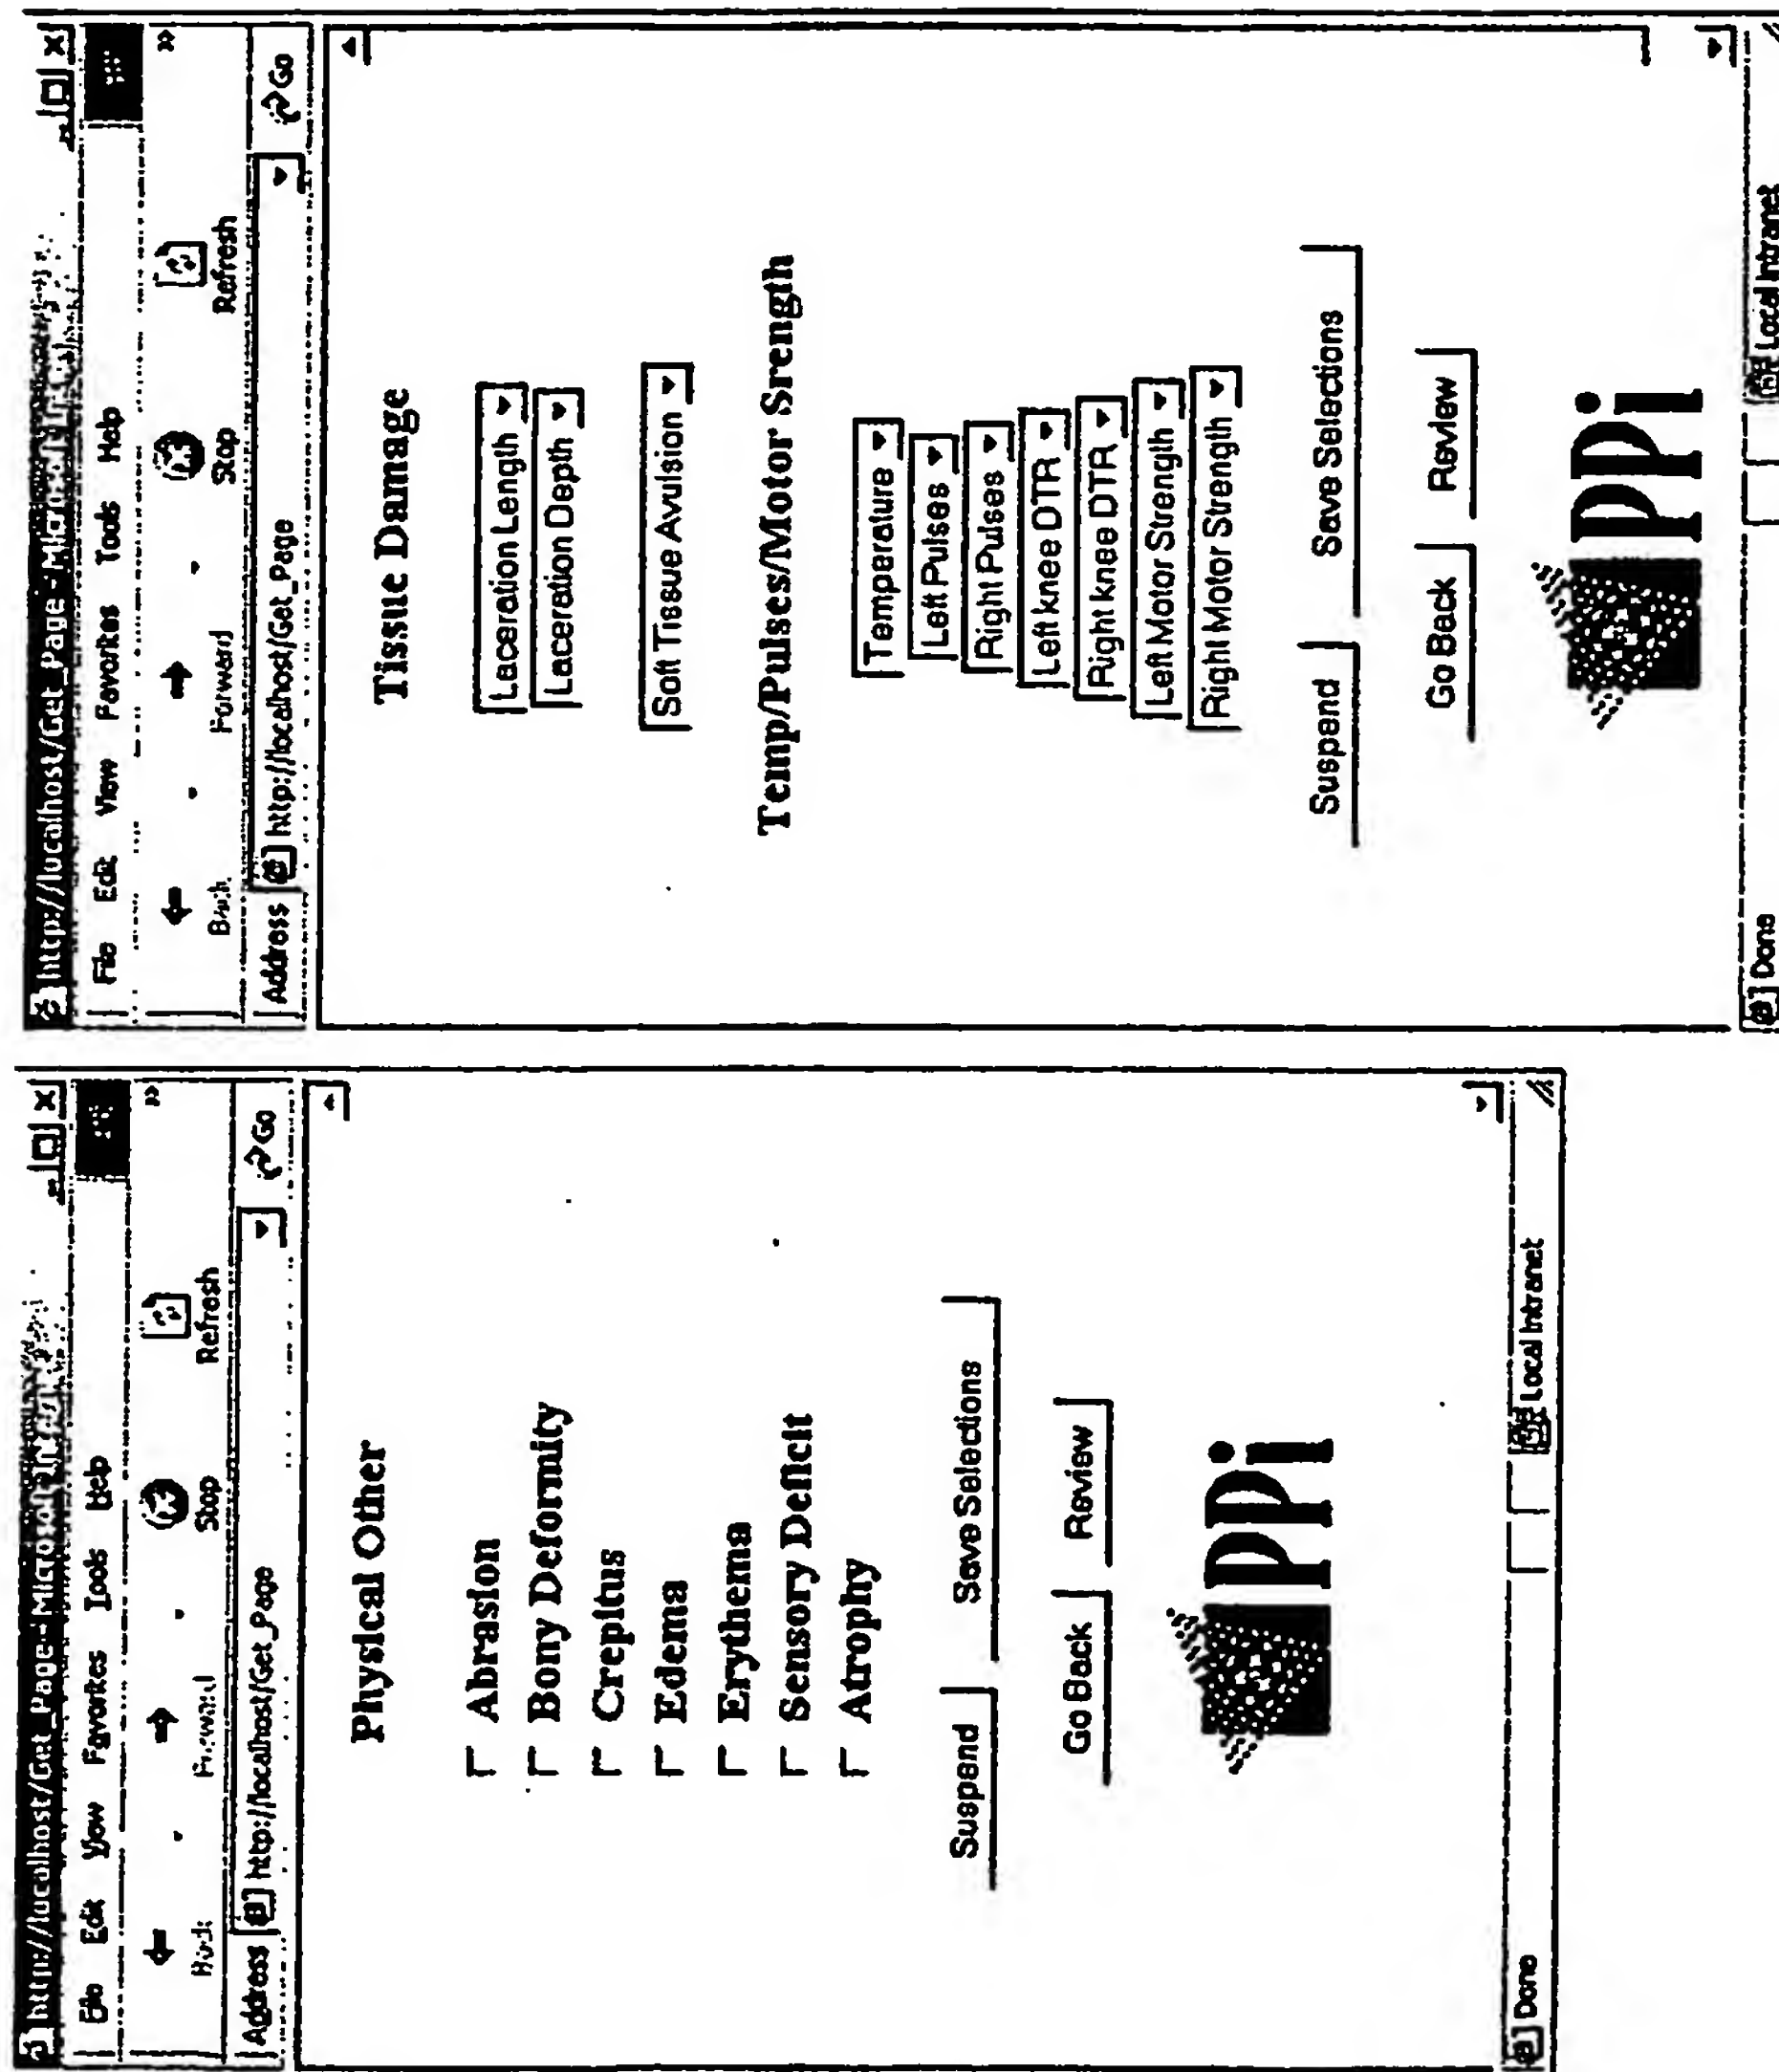 http://localhost/Get_Page - Microsoft
File Edit View Favorites Tools Help
Back Forward Stop Refresh
Address http://localhost/Get_Page Go
Physical Other
Abrasion
Bony Deformity
Crepitus
Edema
Erythema
Sensory Deficit
Atrophy
Suspend Save Selections
Go Back Review
PPi
Done Local intranet
http://localhost/Get_Page - Microsoft
File Edit View Favorites Tools Help
Back Forward Stop Refresh
Address http://localhost/Get_Page Go
Tissue Damage
Laceration Length
Laceration Depth
Soft Tissue Avulsion
Temp/Pulses/Motor Srength
Temperature
Left Pulses
Right Pulses
Left knee DTR
Right knee DTR
Left Motor Strength
Right Motor Strength
Suspend Save Selections
Go Back Review
PPi
Done Local intranet